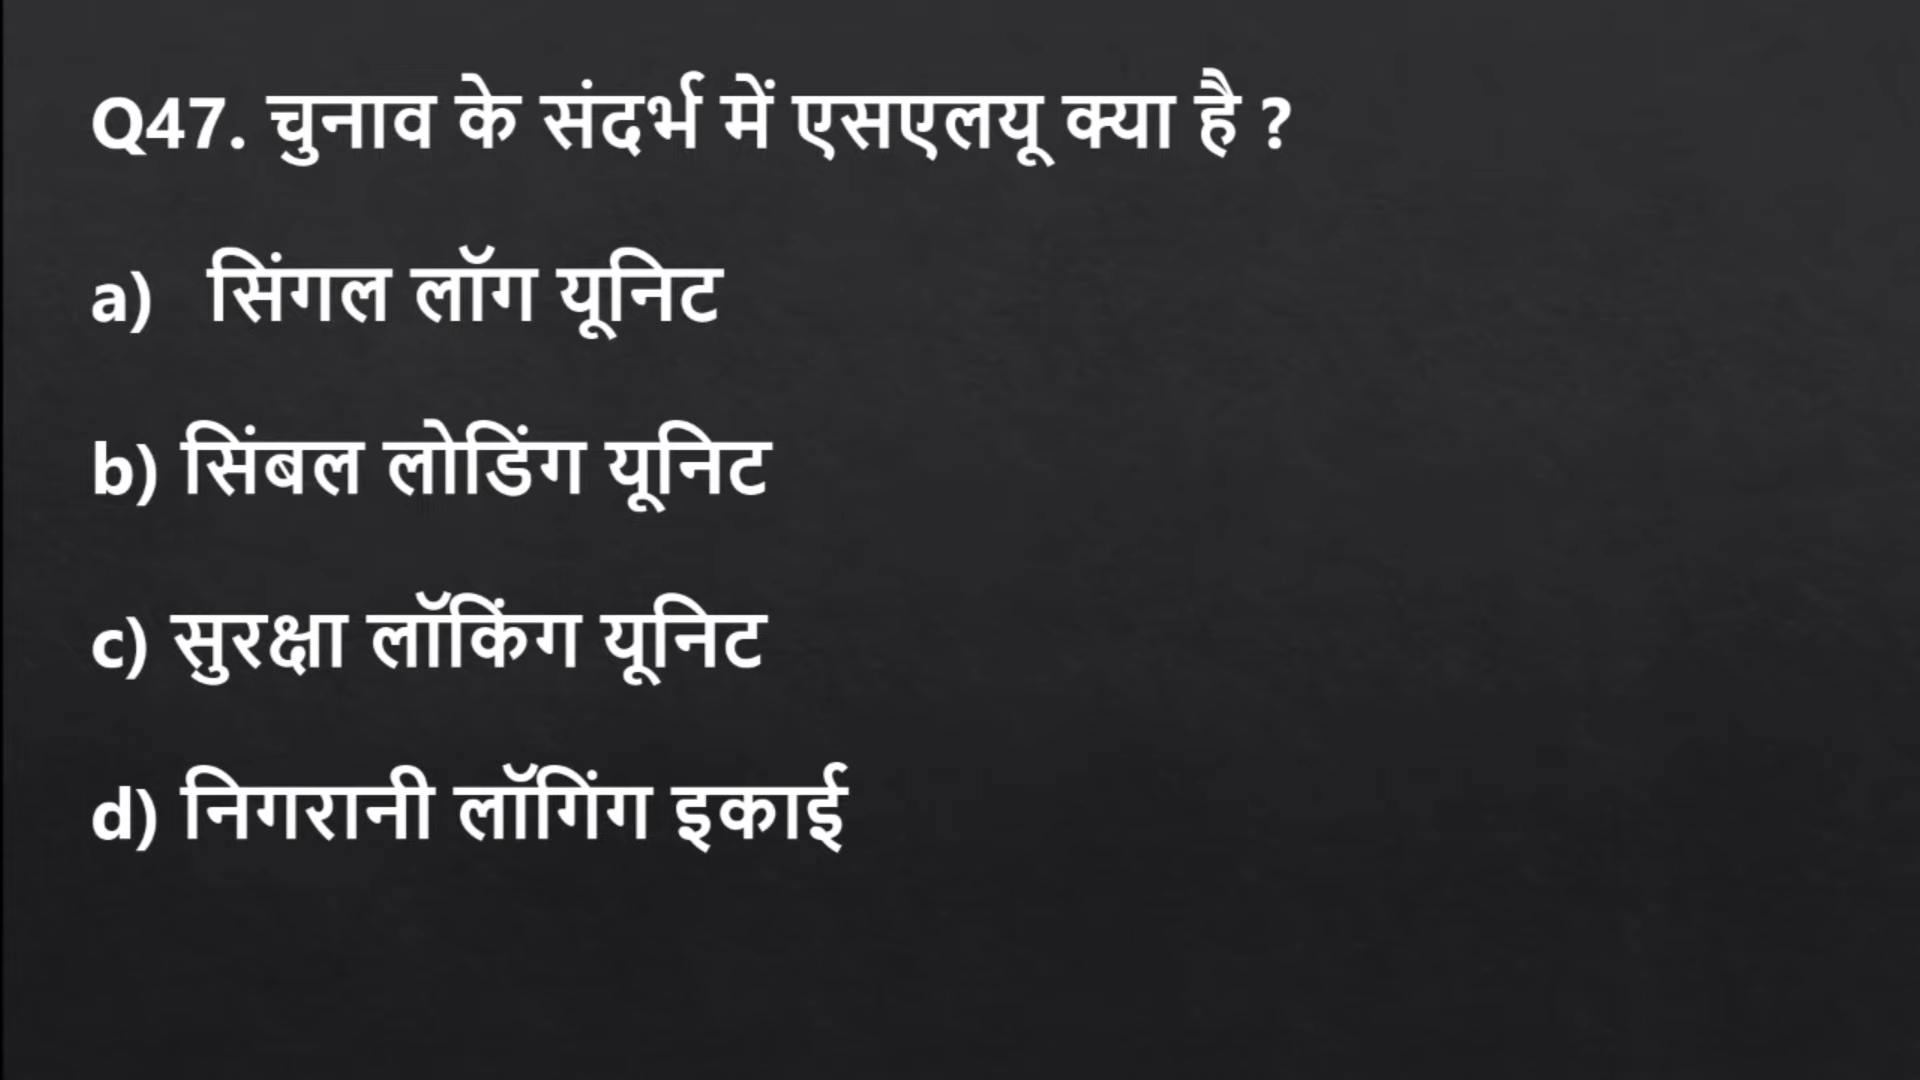 Q47. चुनाव के संदर्भ में एसएलयू क्या है ?
a) सिंगल लॉग यूनिट
b) सिंबल लोडिंग यूनिट
c) सुरक्षा लॉकिंग यूनिट
d) निगरानी लॉगिंग इकाई